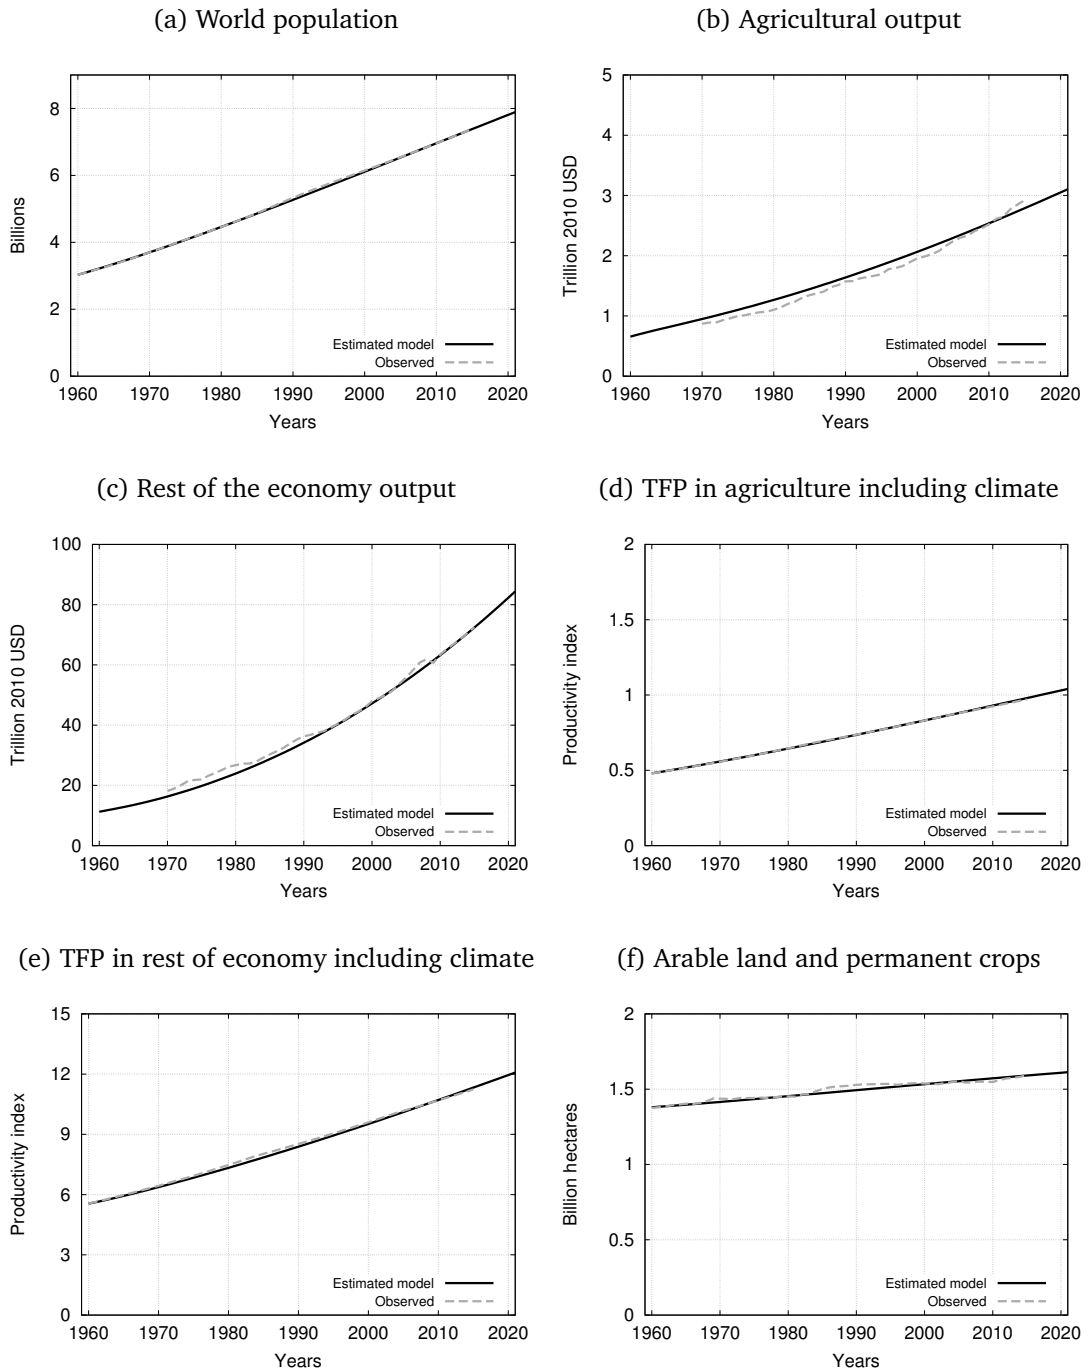 (a) World population
8
6
4
2
0
Billions
1960 1970 1980 1990 2000 2010 2020
Years
Estimated model
Observed
(b) Agricultural output
5
4
3
2
1
0
Trillion 2010 USD
1960 1970 1980 1990 2000 2010 2020
Years
Estimated model
Observed
(c) Rest of the economy output
100
80
60
40
20
0
Trillion 2010 USD
1960 1970 1980 1990 2000 2010 2020
Years
Estimated model
Observed
(d) TFP in agriculture including climate
2
1.5
1
0.5
0
Productivity index
1960 1970 1980 1990 2000 2010 2020
Years
Estimated model
Observed
(e) TFP in rest of economy including climate
15
12
9
6
3
0
Productivity index
1960 1970 1980 1990 2000 2010 2020
Years
Estimated model
Observed
(f) Arable land and permanent crops
2
1.5
1
0.5
0
Billion hectares
1960 1970 1980 1990 2000 2010 2020
Years
Estimated model
Observed